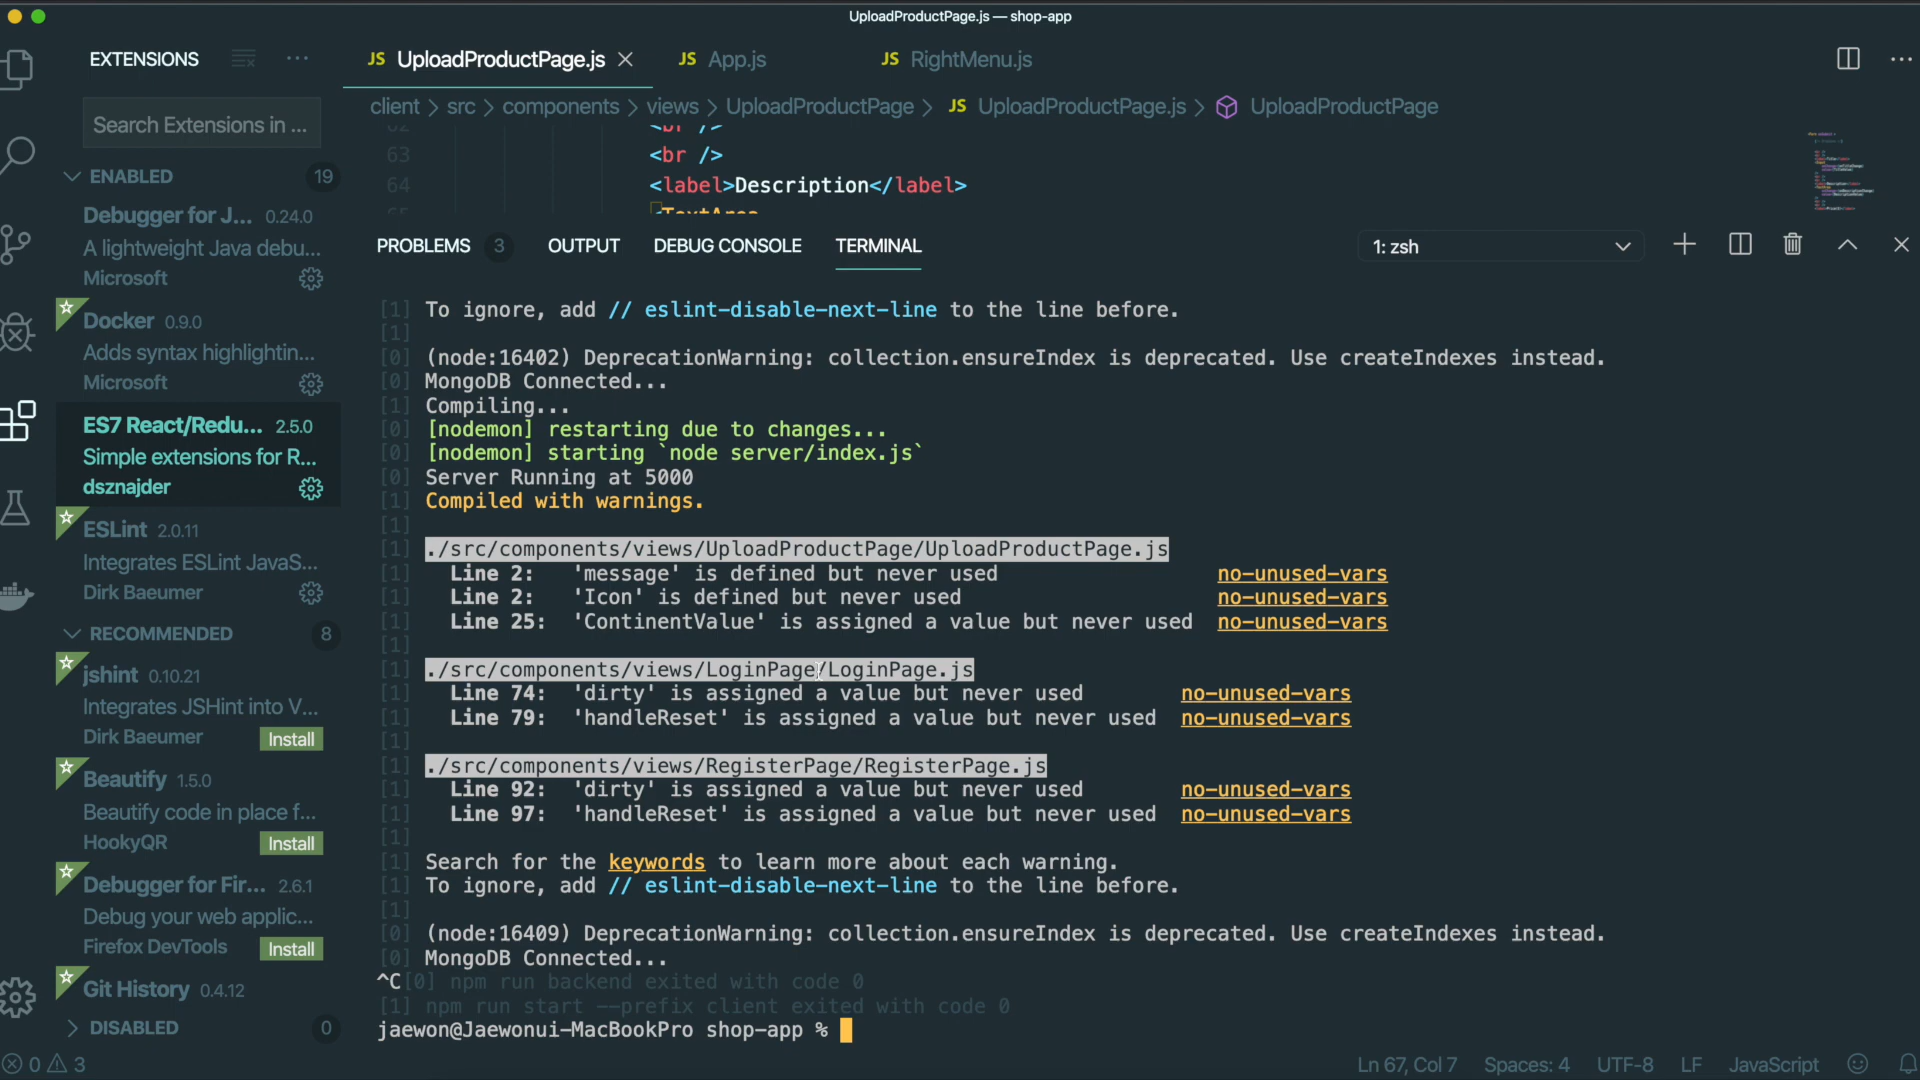 UploadProductPage.js — shop-app
EXTENSIONS
Search Extensions in ...
ENABLED 19
Debugger for J... 0.24.0
A lightweight Java debu...
Microsoft
Docker 0.9.0
Adds syntax highlightin...
Microsoft
ES7 React/Redu... 2.5.0
Simple extensions for R...
dsznajder
ESLint 2.0.11
Integrates ESLint JavaS...
Dirk Baeumer
RECOMMENDED 8
jshint 0.10.21
Integrates JSHint into V...
Dirk Baeumer Install
Beautify 1.5.0
Beautify code in place f...
HookyQR Install
Debugger for Fir... 2.6.1
Debug your web applic...
Firefox DevTools Install
Git History 0.4.12
DISABLED 0
JS UploadProductPage.js JS App.js JS RightMenu.js
client > src > components > views > UploadProductPage > JS UploadProductPage.js > UploadProductPage
62 <br />
63 <br />
64 <label>Description</label>
65 <TextArea
PROBLEMS 3 OUTPUT DEBUG CONSOLE TERMINAL 1: zsh
[1] To ignore, add // eslint-disable-next-line to the line before.
[1]
[0] (node:16402) DeprecationWarning: collection.ensureIndex is deprecated. Use createIndexes instead.
[0] MongoDB Connected...
[1] Compiling...
[0] [nodemon] restarting due to changes...
[0] [nodemon] starting `node server/index.js`
[0] Server Running at 5000
[1] Compiled with warnings.
[1]
[1] ./src/components/views/UploadProductPage/UploadProductPage.js
[1] Line 2: 'message' is defined but never used no-unused-vars
[1] Line 2: 'Icon' is defined but never used no-unused-vars
[1] Line 25: 'ContinentValue' is assigned a value but never used no-unused-vars
[1]
[1] ./src/components/views/LoginPage/LoginPage.js
[1] Line 74: 'dirty' is assigned a value but never used no-unused-vars
[1] Line 79: 'handleReset' is assigned a value but never used no-unused-vars
[1]
[1] ./src/components/views/RegisterPage/RegisterPage.js
[1] Line 92: 'dirty' is assigned a value but never used no-unused-vars
[1] Line 97: 'handleReset' is assigned a value but never used no-unused-vars
[1]
[1] Search for the keywords to learn more about each warning.
[1] To ignore, add // eslint-disable-next-line to the line before.
[1]
[0] (node:16409) DeprecationWarning: collection.ensureIndex is deprecated. Use createIndexes instead.
[0] MongoDB Connected...
^C[0] npm run backend exited with code 0
[1] npm run start --prefix client exited with code 0
jaewon@Jaewonui-MacBookPro shop-app %
0 3 Ln 67, Col 7 Spaces: 4 UTF-8 LF JavaScript